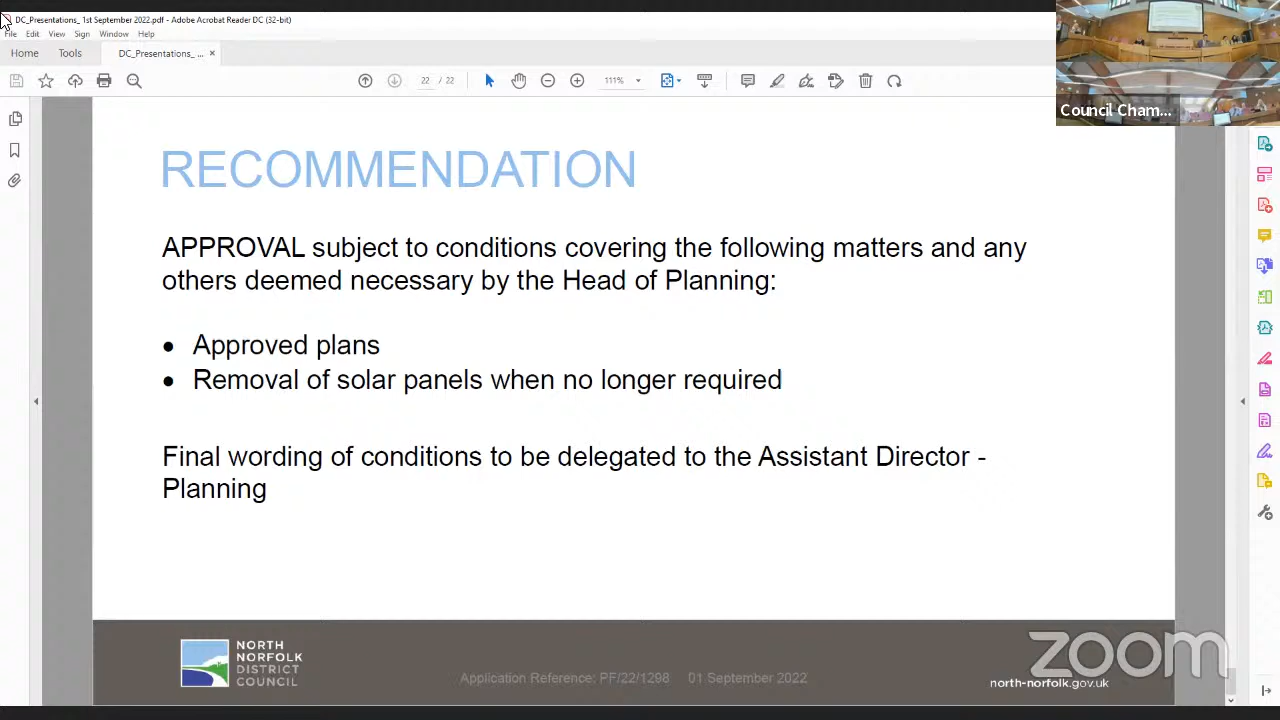 DC_Presentations_ 1st September 2022.pdf - Adobe Acrobat Reader DC (32-bit)
File Edit View Sign Window Help
Home Tools DC_Presentations_ ... ×
22 / 22 111%
Council Cham...
RECOMMENDATION
APPROVAL subject to conditions covering the following matters and any
others deemed necessary by the Head of Planning:
• Approved plans
• Removal of solar panels when no longer required
Final wording of conditions to be delegated to the Assistant Director -
Planning
NORTH
NORFOLK
DISTRICT
COUNCIL
Application Reference: PF/22/1298 01 September 2022
zoom
north-norfolk.gov.uk